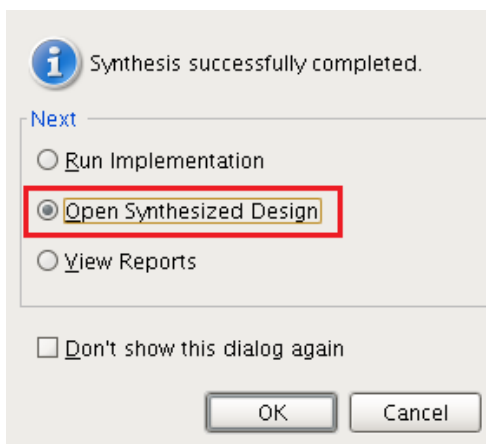 Synthesis successfully completed.
Next
Run Implementation
Open Synthesized Design
View Reports
Don't show this dialog again
OK Cancel